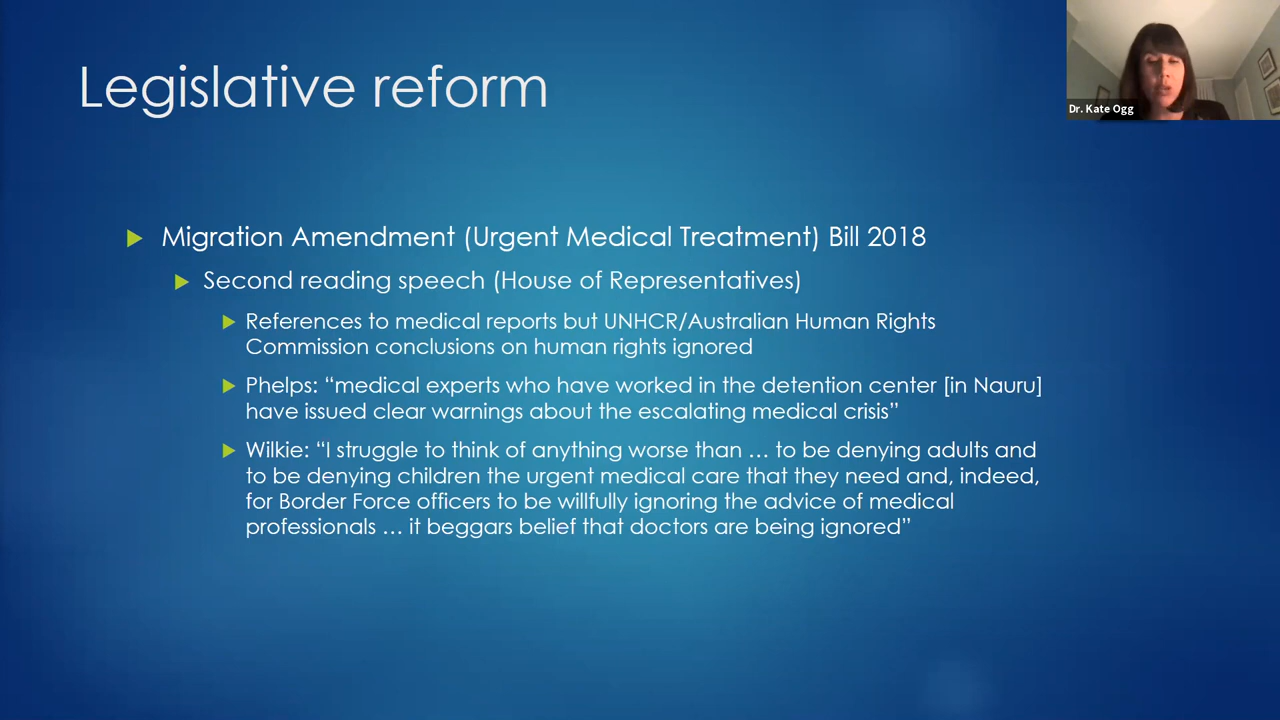 Legislative reform
Dr. Kate Ogg
Migration Amendment (Urgent Medical Treatment) Bill 2018
Second reading speech (House of Representatives)
References to medical reports but UNHCR/Australian Human Rights
Commission conclusions on human rights ignored
Phelps: “medical experts who have worked in the detention center [in Nauru]
have issued clear warnings about the escalating medical crisis”
Wilkie: “I struggle to think of anything worse than … to be denying adults and
to be denying children the urgent medical care that they need and, indeed,
for Border Force officers to be willfully ignoring the advice of medical
professionals … it beggars belief that doctors are being ignored”